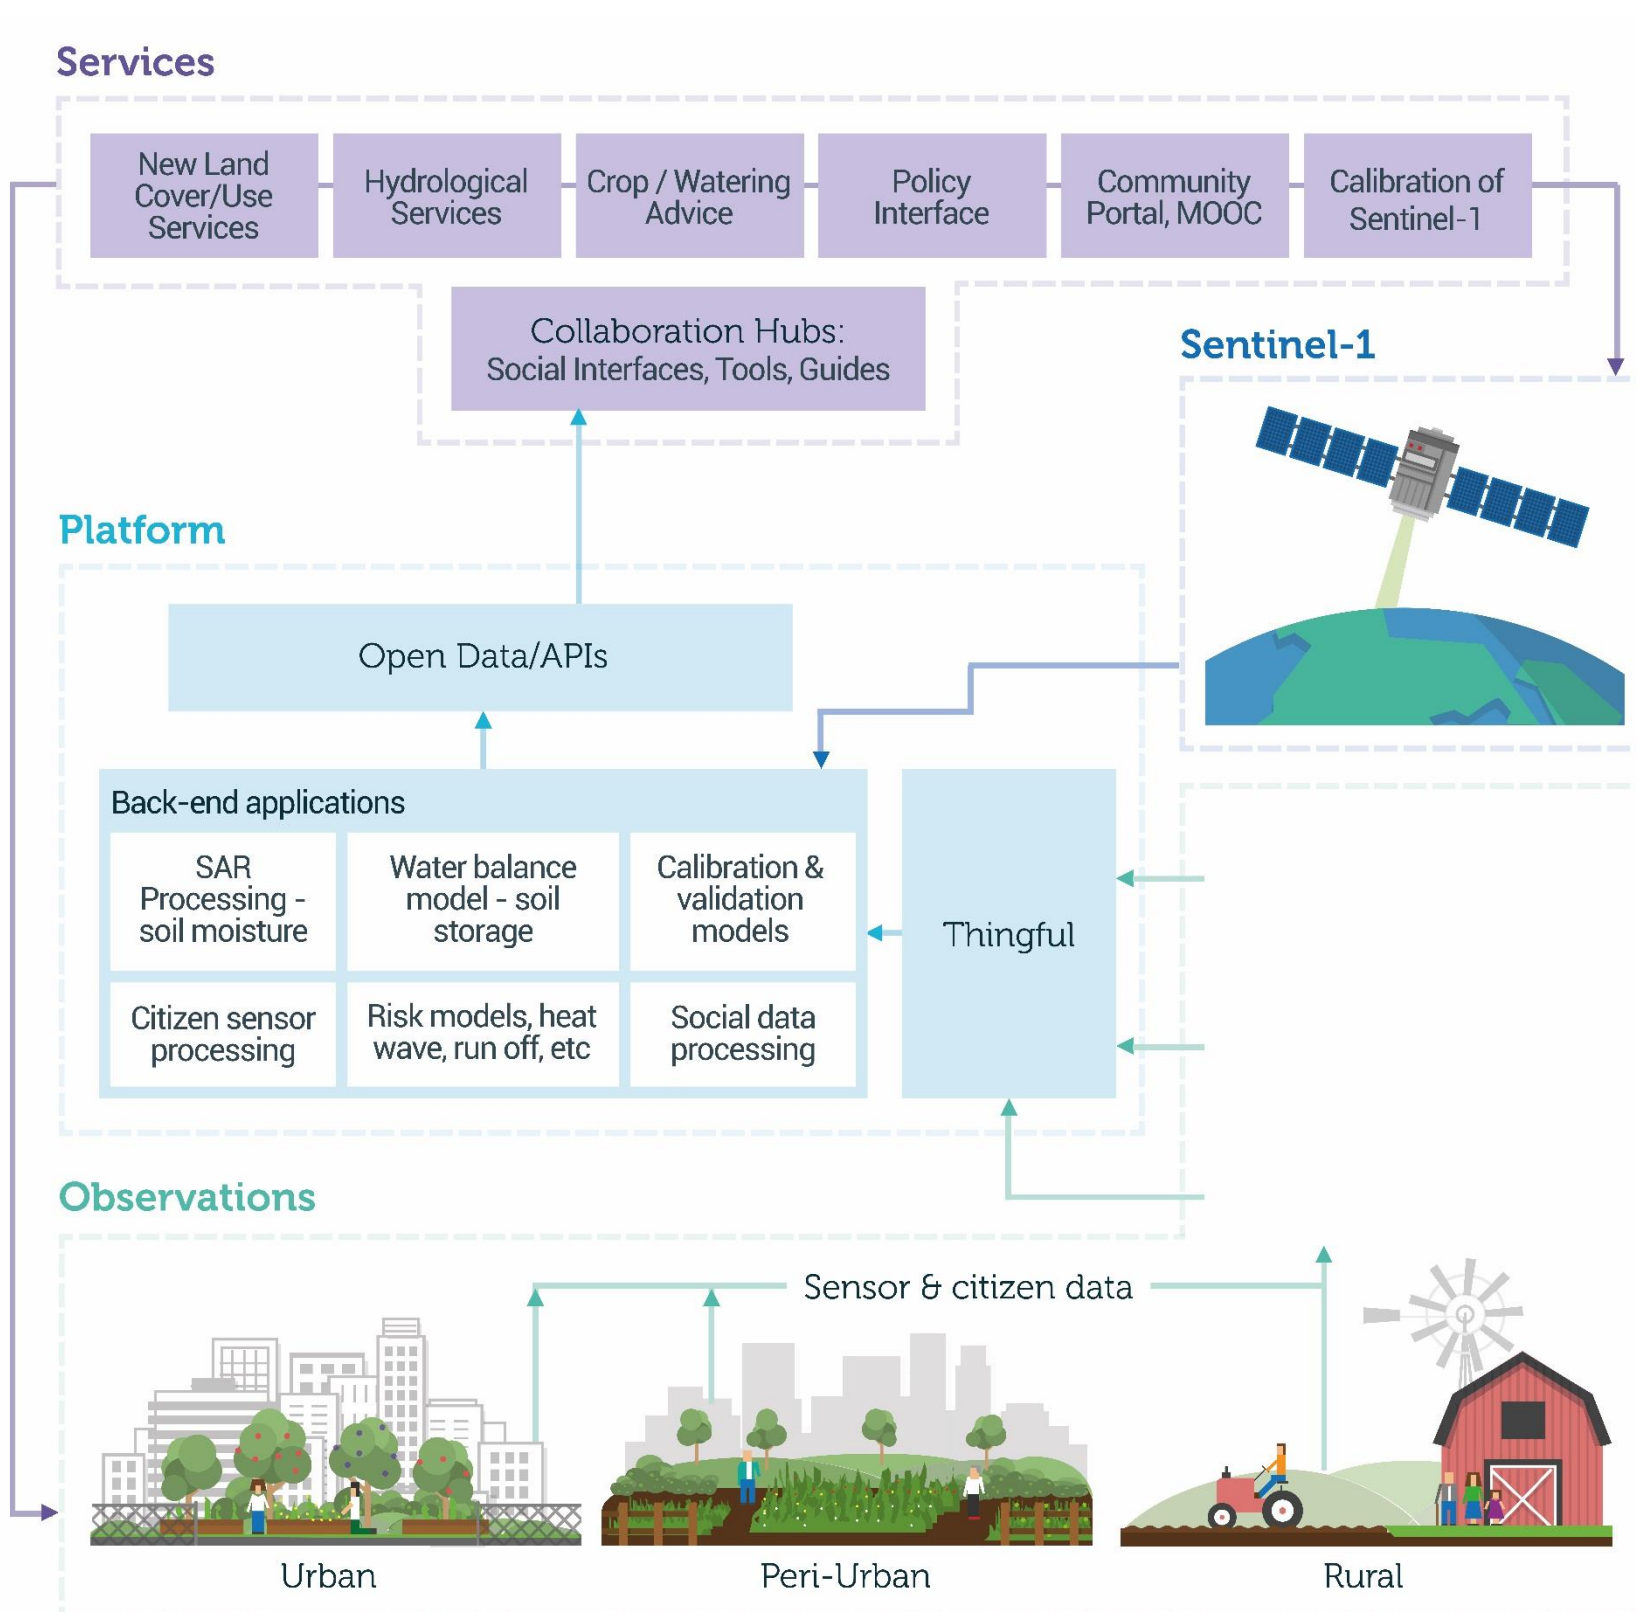 Services
New Land
Cover/Use
Services
Hydrological
Services
Crop / Watering
Advice
Policy
Interface
Community
Portal, MOOC
Calibration of
Sentinel-1
Collaboration Hubs:
Social Interfaces, Tools, Guides
Sentinel-1
Platform
Open Data/APIs
Back-end applications
SAR
Processing -
soil moisture
Water balance
model - soil
storage
Calibration &
validation
models
Citizen sensor
processing
Risk models, heat
wave, run off, etc
Social data
processing
Thingful
Observations
Sensor & citizen data
Urban
Peri-Urban
Rural